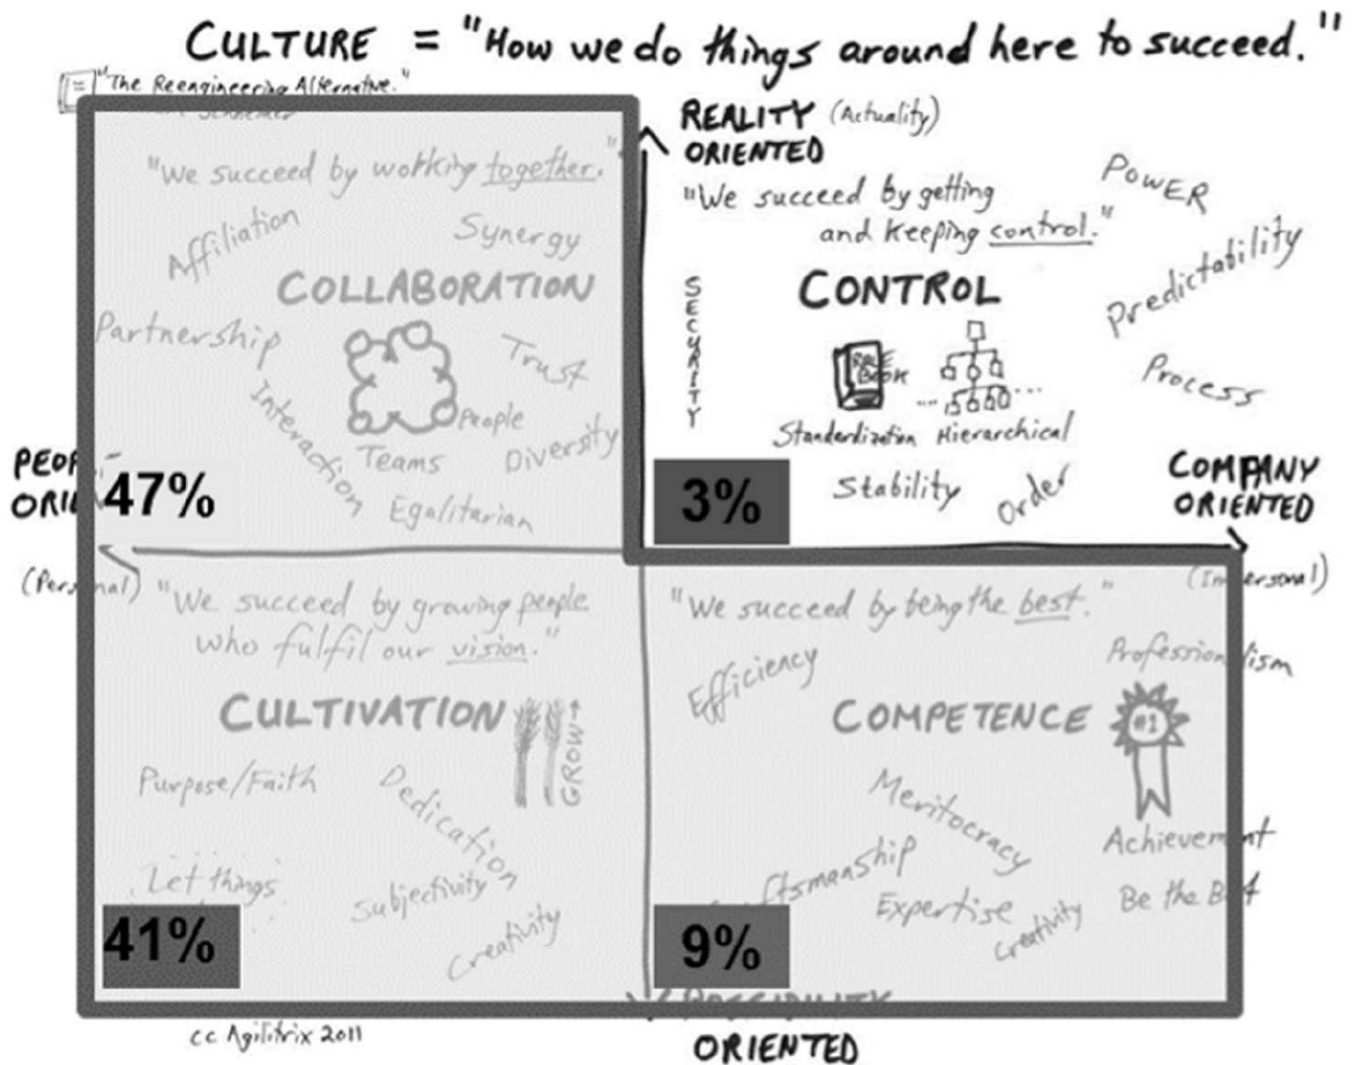 CULTURE = "How we do things around here to succeed."
"The Reengineering Alternative."
"We succeed by working together."
Affiliation
Synergy
COLLABORATION
Partnership
Trust
Interaction
People
Teams
Diversity
Egalitarian
47%
REALITY (Actuality)
ORIENTED
"We succeed by getting
and keeping control."
POWER
Predictability
SECURITY
CONTROL
RULE
BOOK
Process
Standardization
Hierarchical
Stability
Order
3%
COMPANY
ORIENTED
"We succeed by growing people
who fulfil our vision."
CULTIVATION
GROW
Purpose/Faith
Dedication
Let things
Subjectivity
Creativity
41%
"We succeed by being the best."
Efficiency
Professionalism
COMPETENCE
#1
Meritocracy
Achievement
Expertise
Creativity
9%
ORIENTED
cc Agilitrix 2011